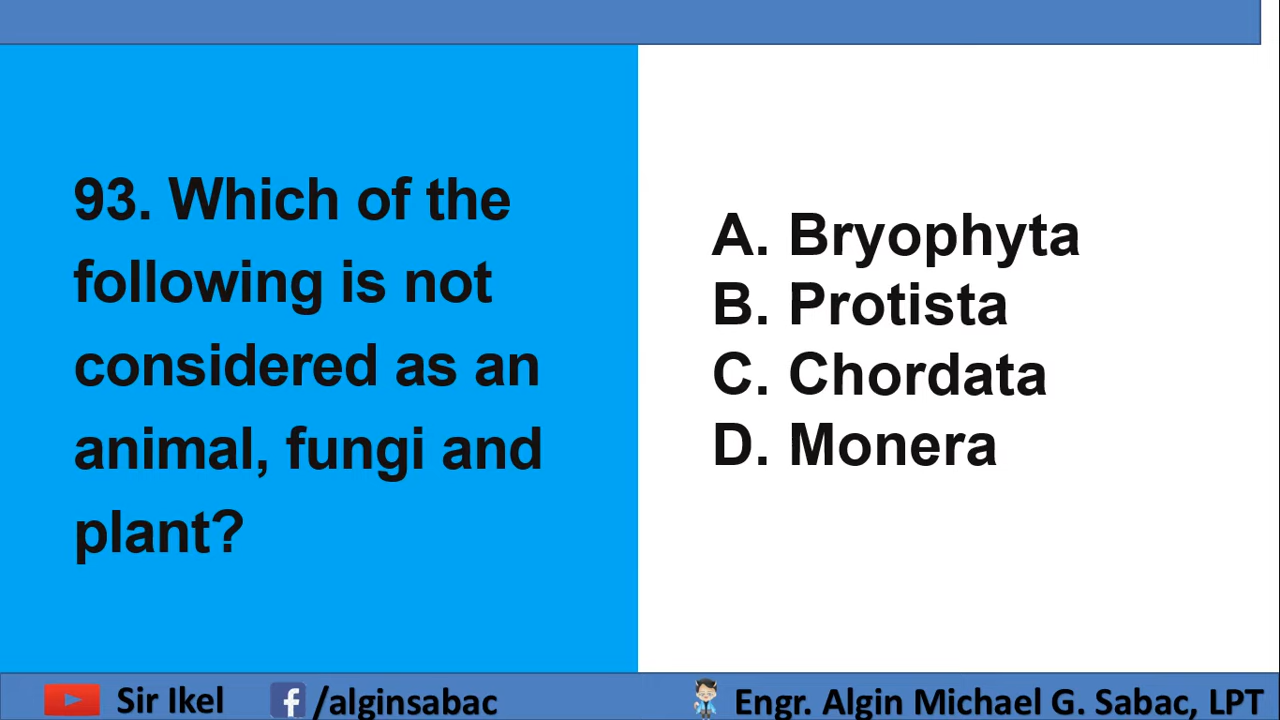 93. Which of the
following is not
considered as an
animal, fungi and
plant?
A. Bryophyta
B. Protista
C. Chordata
D. Monera
Sir Ikel
/alginsabac
Engr. Algin Michael G. Sabac, LPT